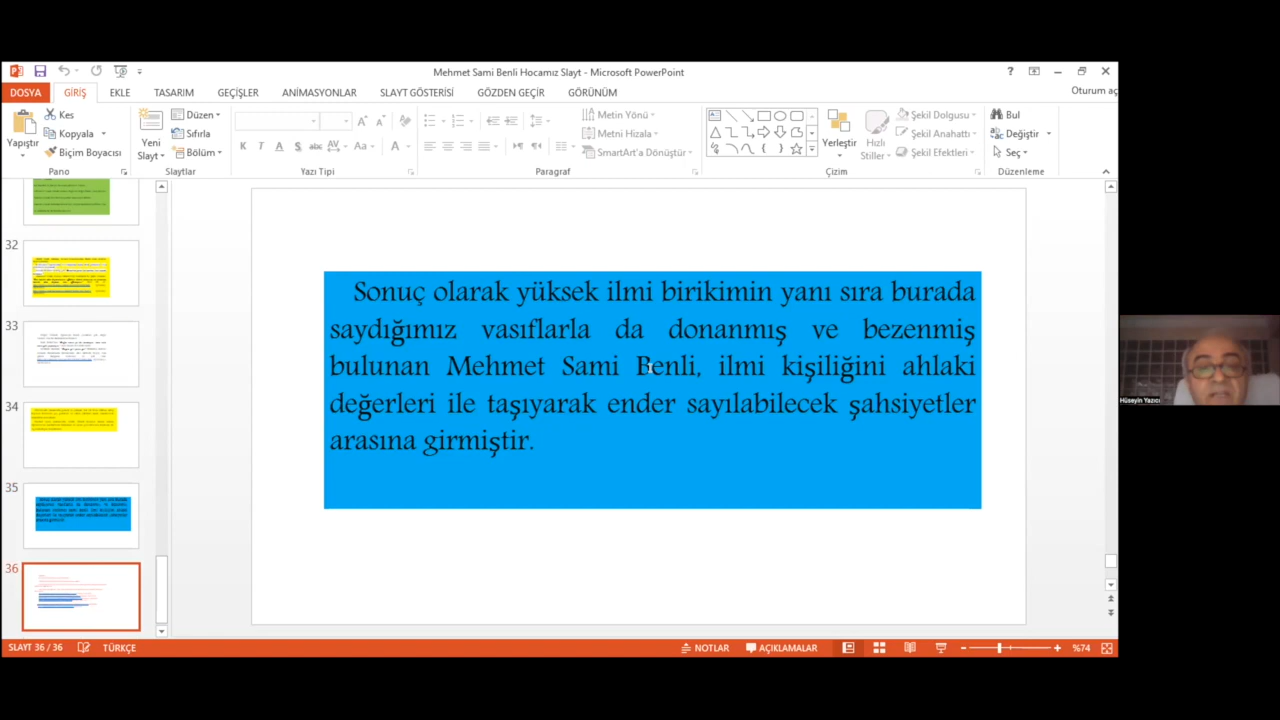 Mehmet Sami Benli Hocamız Slayt - Microsoft PowerPoint
DOSYA GİRİŞ EKLE TASARIM GEÇİŞLER ANİMASYONLAR SLAYT GÖSTERİSİ GÖZDEN GEÇİR GÖRÜNÜM Oturum aç
Yapıştır
Kes
Kopyala
Biçim Boyacısı
Pano
Yeni Slayt
Düzen
Sıfırla
Bölüm
Slaytlar
K T A S abc AV Aa A
Yazı Tipi
Metin Yönü
Metni Hizala
SmartArt'a Dönüştür
Paragraf
Yerleştir
Hızlı Stiller
Şekil Dolgusu
Şekil Anahattı
Şekil Efektleri
Çizim
Bul
Değiştir
Seç
Düzenleme
32
33
34
35
36
Sonuç olarak yüksek ilmi birikimin yanı sıra burada
saydığımız vasıflarla da donanmış ve bezenmiş
bulunan Mehmet Sami Benli, ilmi kişiliğini ahlaki
değerleri ile taşıyarak ender sayılabilecek şahsiyetler
arasına girmiştir.
Hüseyin Yazıcı
SLAYT 36 / 36 TÜRKÇE NOTLAR AÇIKLAMALAR %74